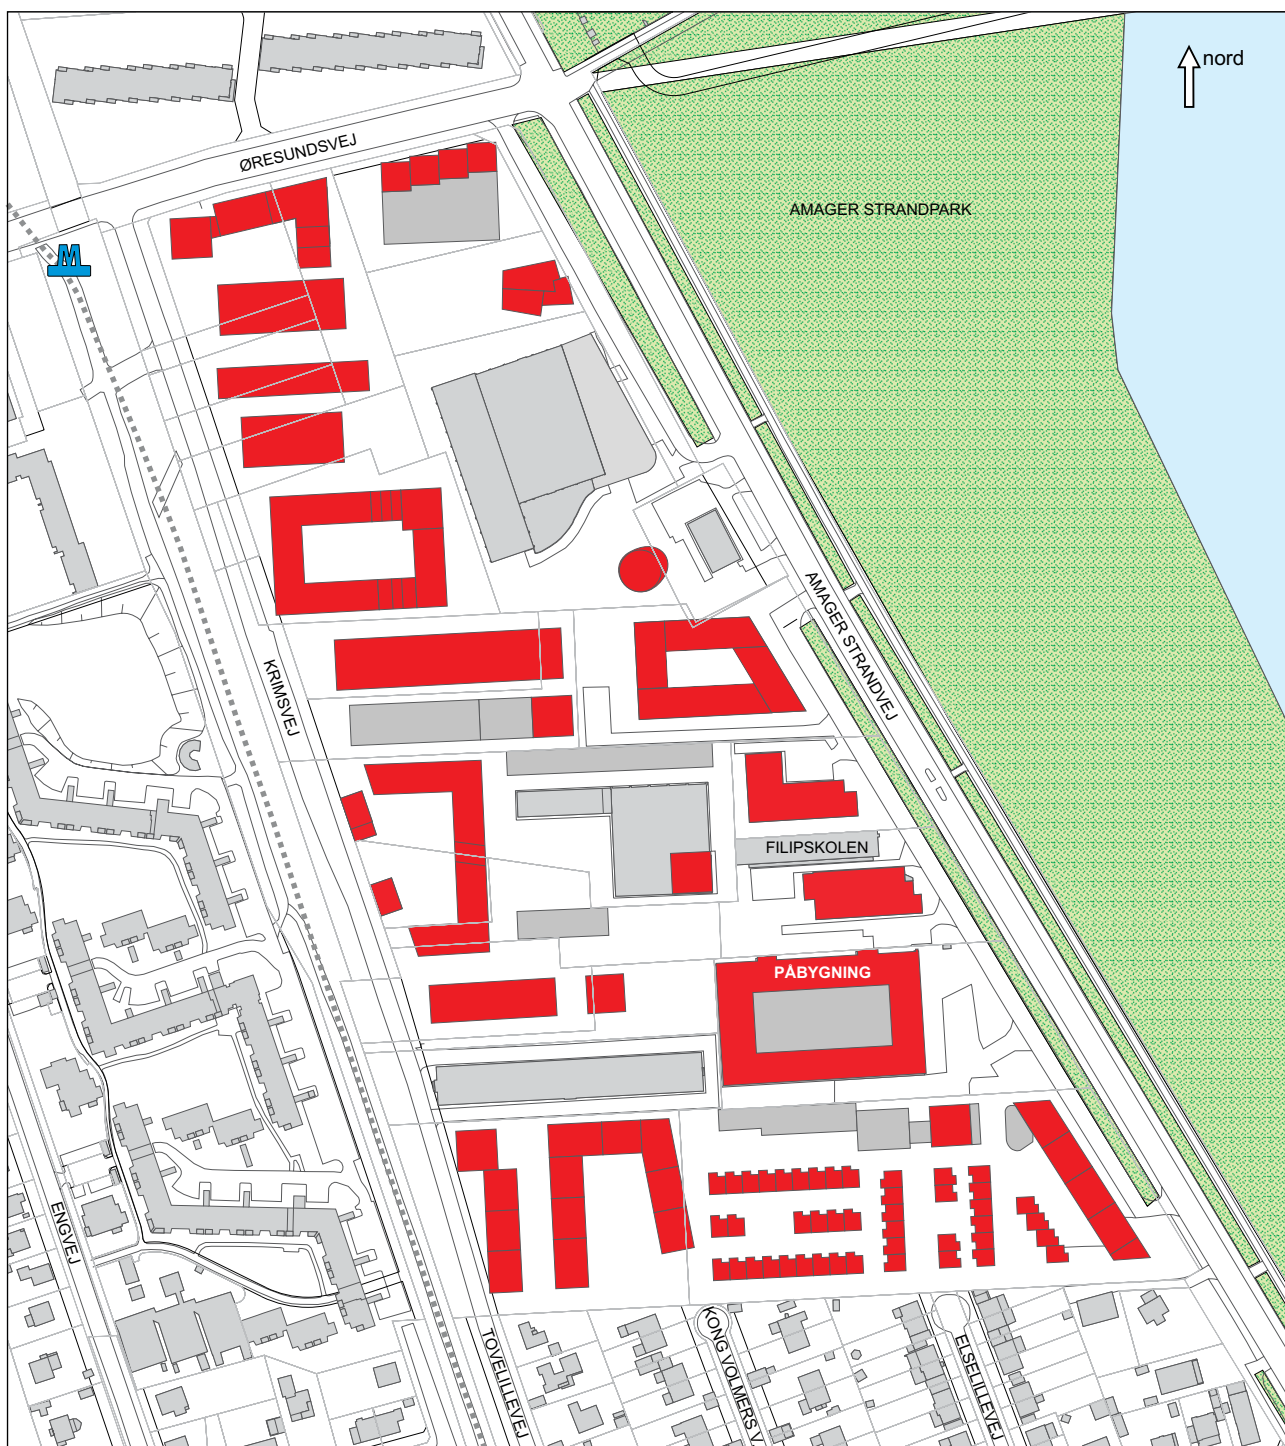 nord
ØRESUNDSVEJ
AMAGER STRANDPARK
M
AMAGER STRANDVEJ
KRIMSVEJ
FILIPSKOLEN
PÅBYGNING
ENGVEJ
TOVELILLEVEJ
KONG VOLMERS V
ELSELILLEVEJ